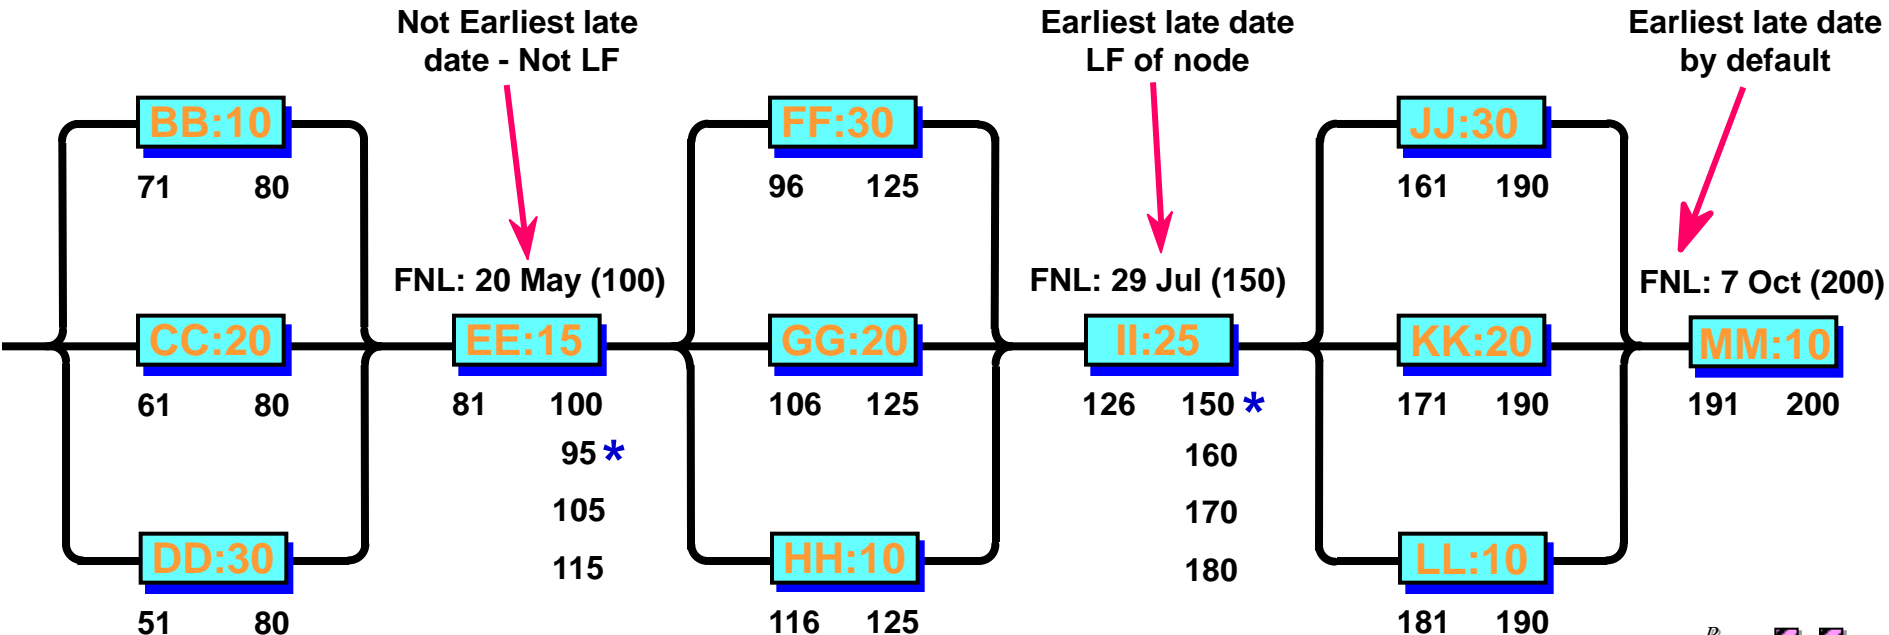 Not Earliest late
date - Not LF
Earliest late date
LF of node
Earliest late date
by default
BB:10
71 80
FF:30
96 125
JJ:30
161 190
FNL: 20 May (100)
FNL: 29 Jul (150)
FNL: 7 Oct (200)
CC:20
61 80
EE:15
81 100
95 *
105
115
GG:20
106 125
II:25
126 150 *
160
170
180
KK:20
171 190
MM:10
191 200
DD:30
51 80
HH:10
116 125
LL:10
181 190